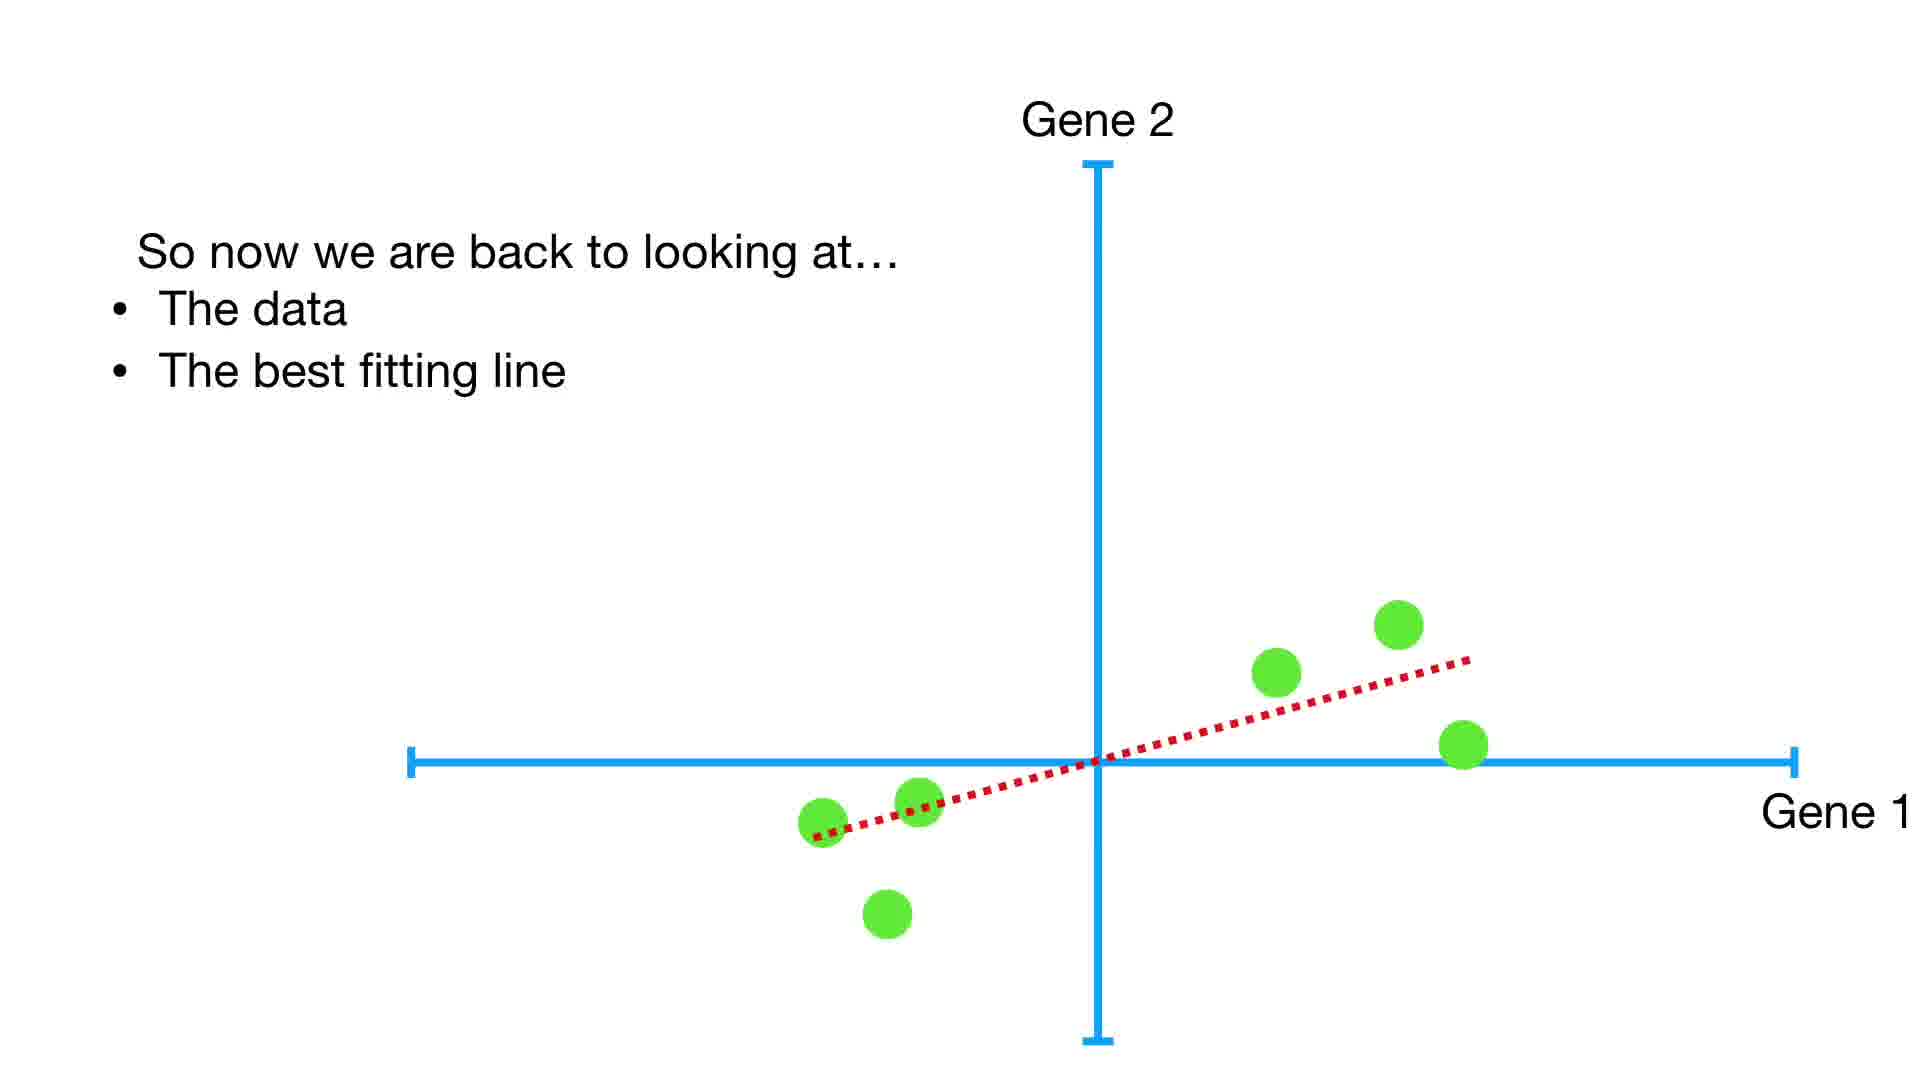 Gene 2
So now we are back to looking at…
• The data
• The best fitting line
Gene 1